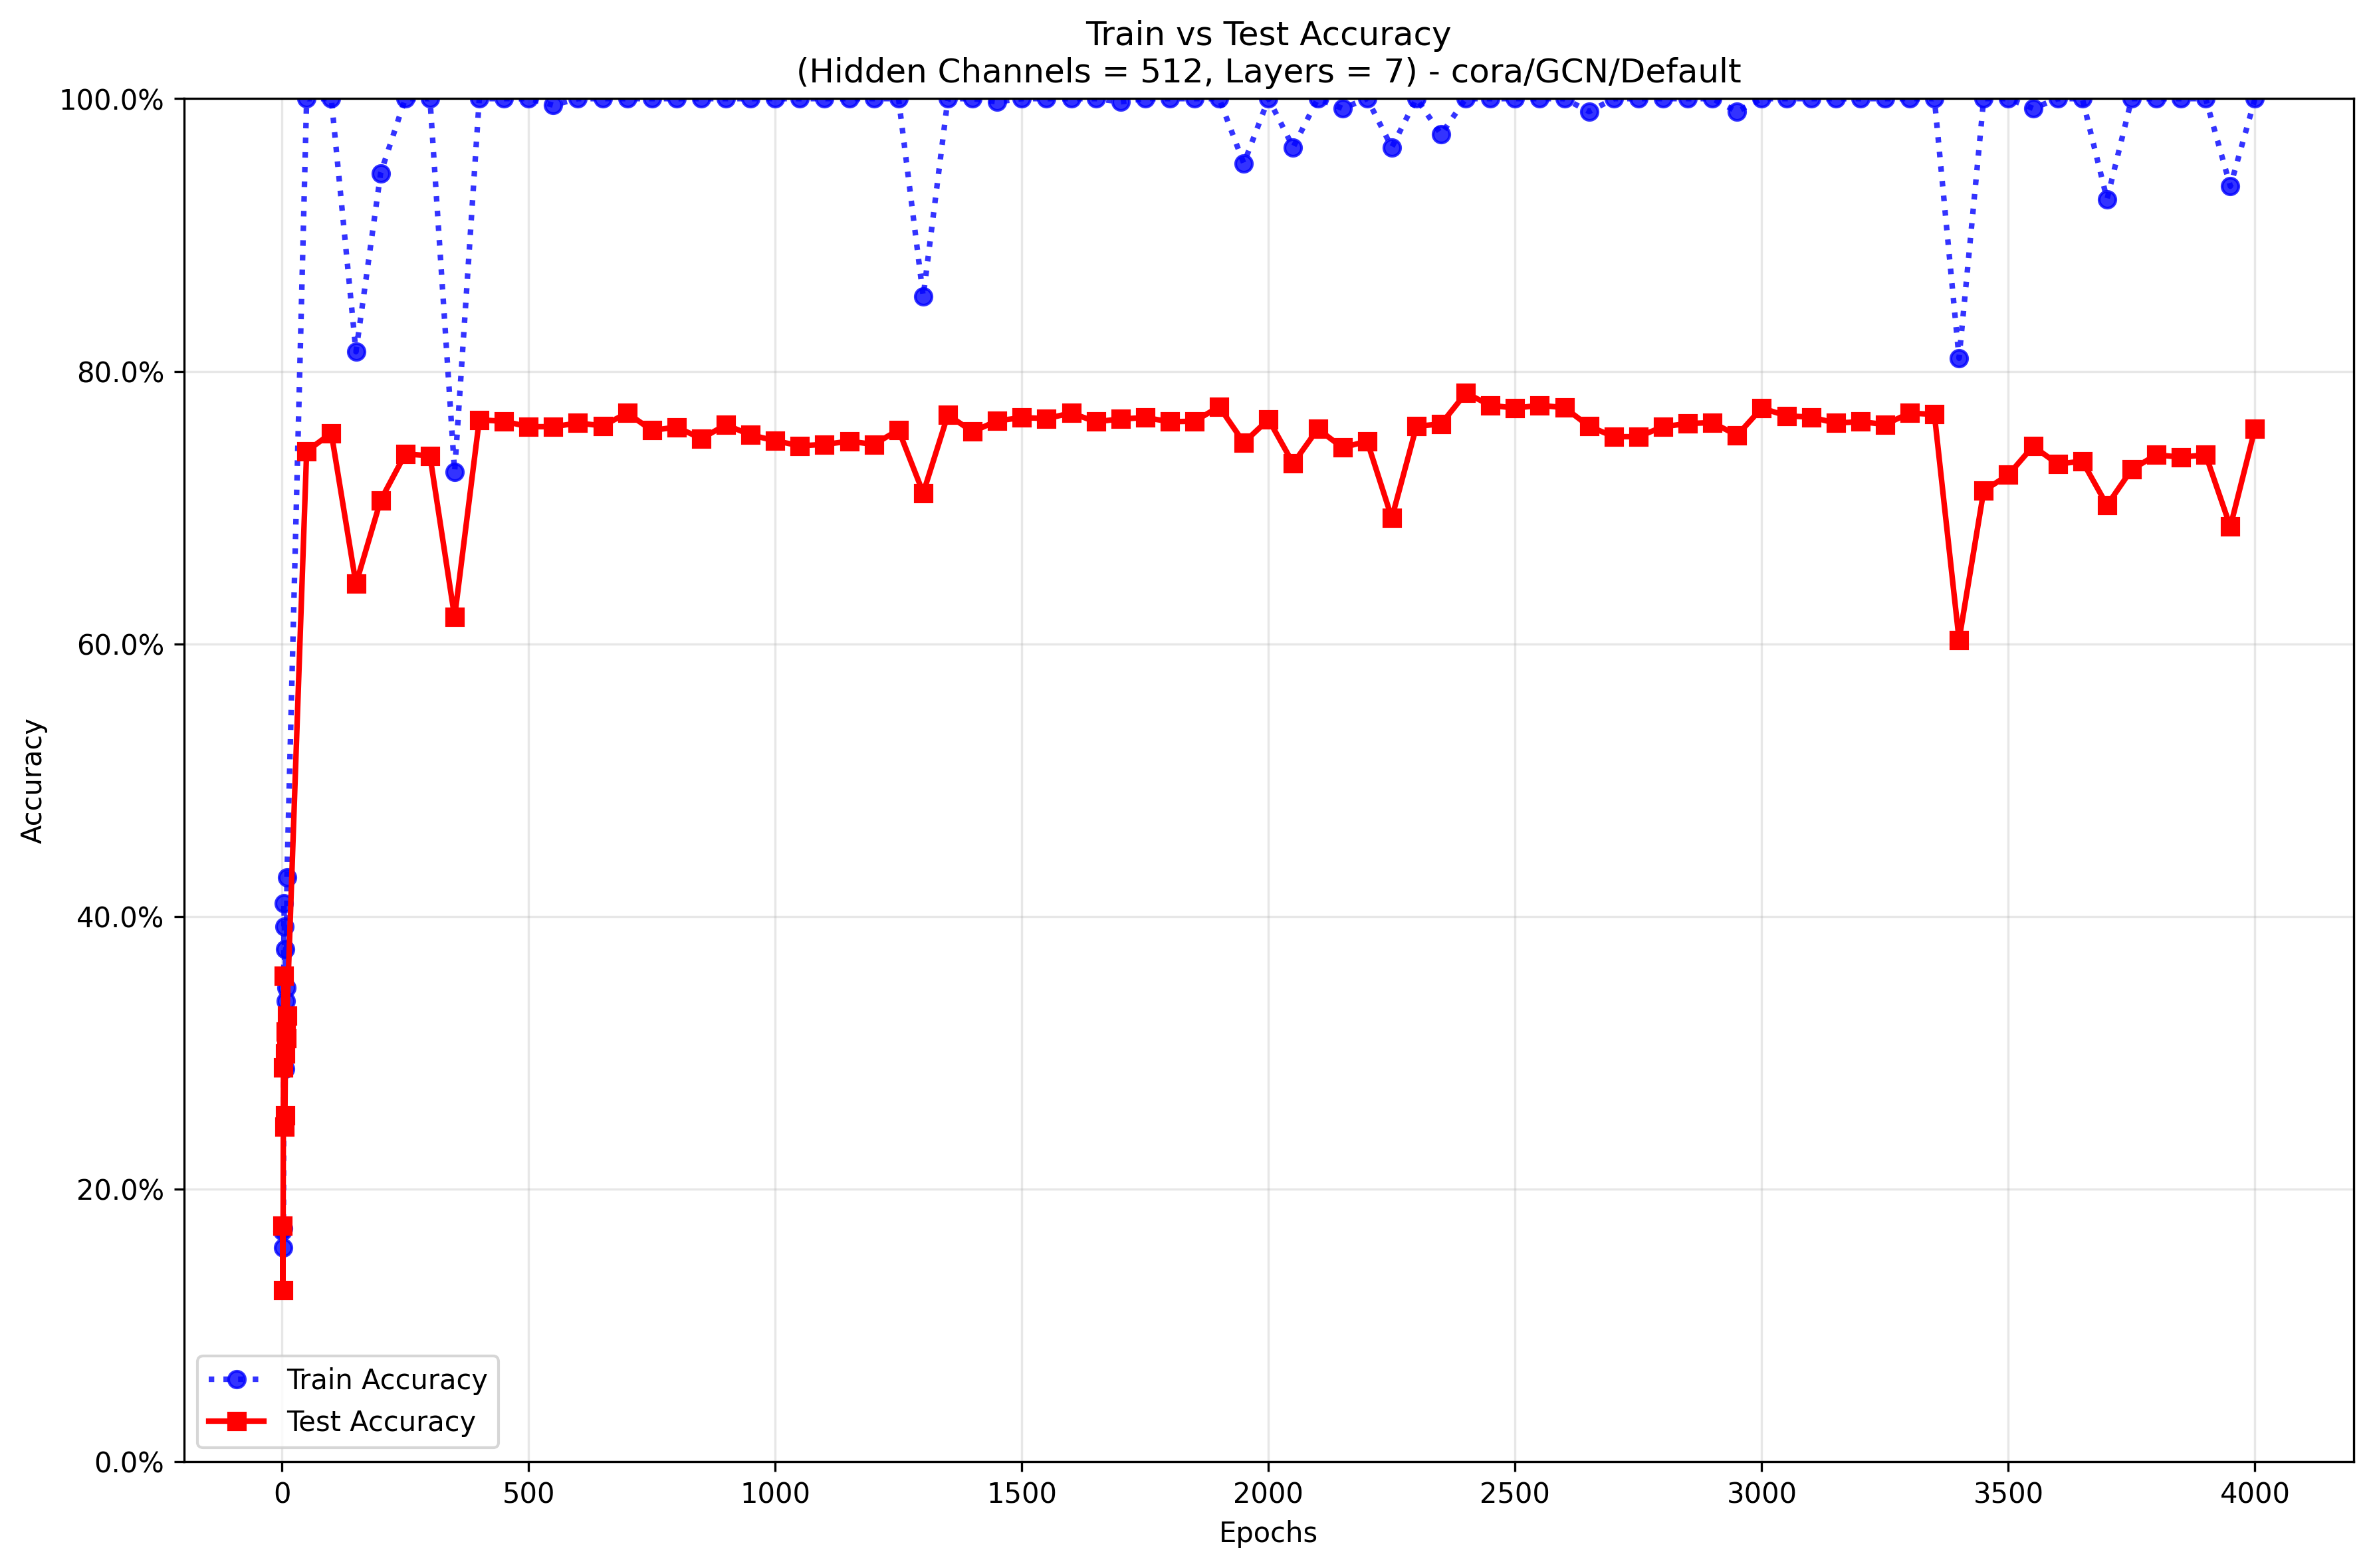 Train vs Test Accuracy
(Hidden Channels = 512, Layers = 7) - cora/GCN/Default
100.0%
80.0%
60.0%
40.0%
20.0%
0.0%
Accuracy
Train Accuracy
Test Accuracy
0 500 1000 1500 2000 2500 3000 3500 4000
Epochs